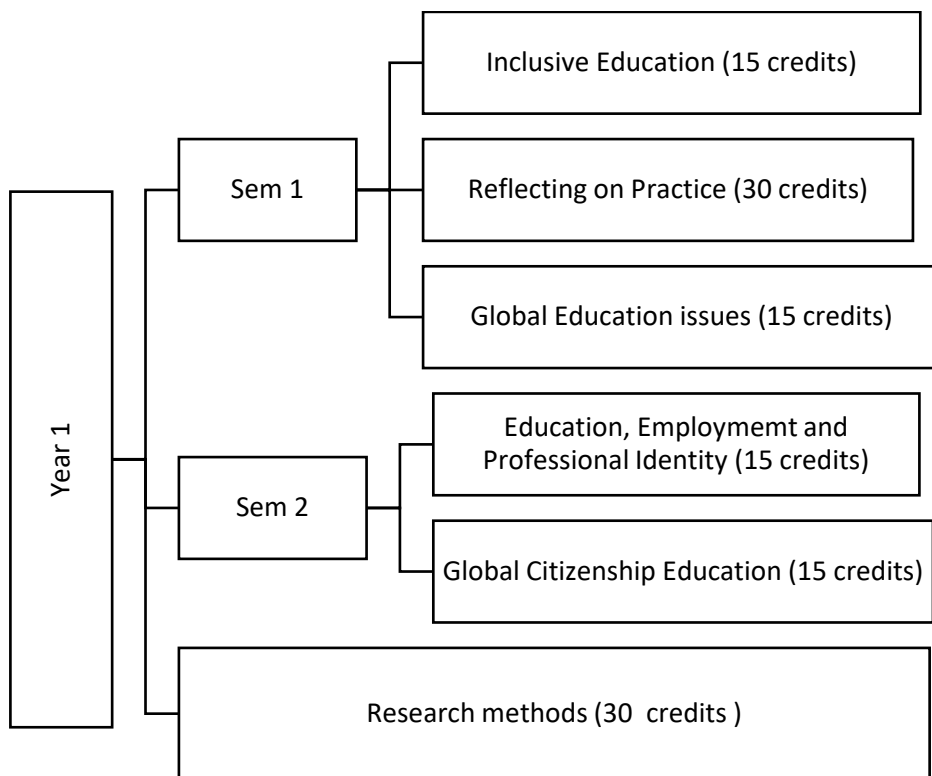 Year 1
Sem 1
Inclusive Education (15 credits)
Reflecting on Practice (30 credits)
Global Education issues (15 credits)
Sem 2
Education, Employmemt and
Professional Identity (15 credits)
Global Citizenship Education (15 credits)
Research methods (30  credits )